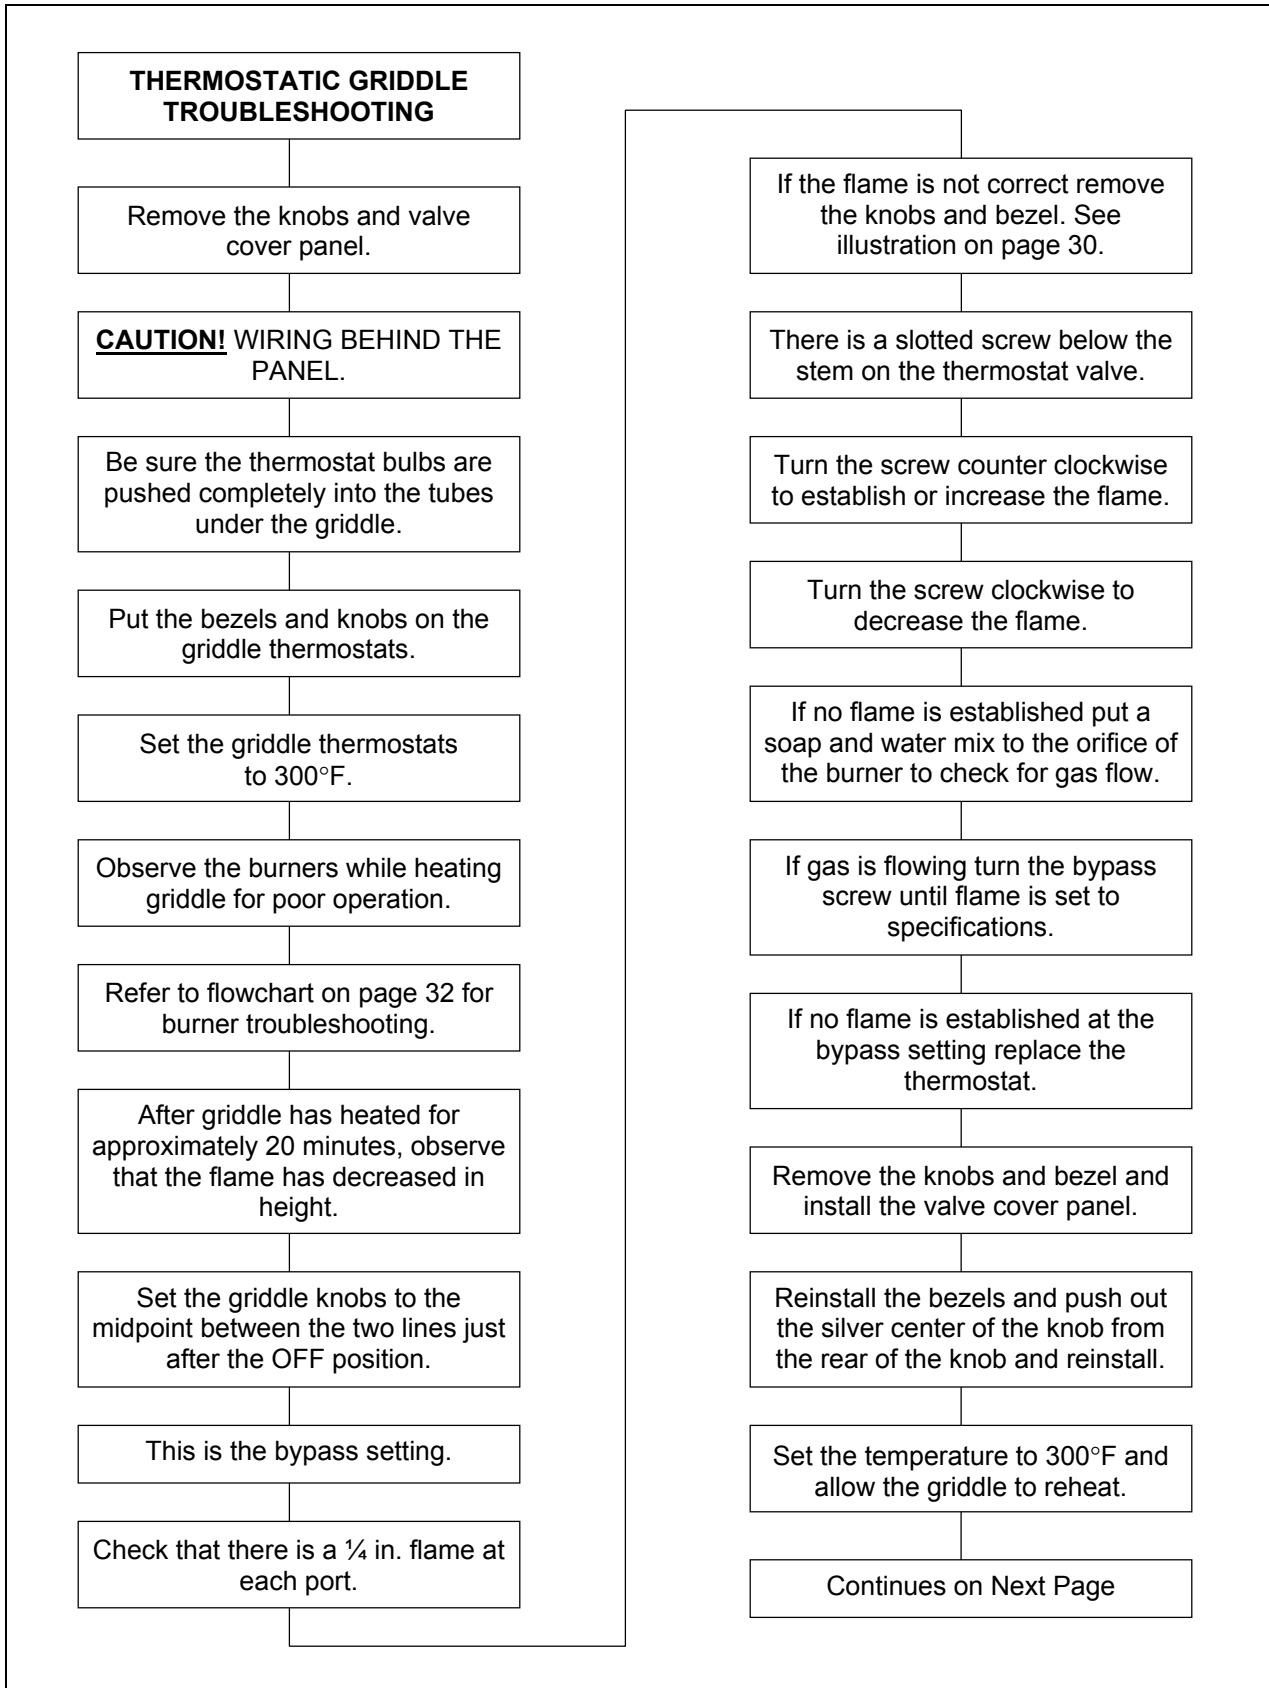 THERMOSTATIC GRIDDLE
TROUBLESHOOTING
Remove the knobs and valve
cover panel.
CAUTION! WIRING BEHIND THE
PANEL.
Be sure the thermostat bulbs are
pushed completely into the tubes
under the griddle.
Put the bezels and knobs on the
griddle thermostats.
Set the griddle thermostats
to 300°F.
Observe the burners while heating
griddle for poor operation.
Refer to flowchart on page 32 for
burner troubleshooting.
After griddle has heated for
approximately 20 minutes, observe
that the flame has decreased in
height.
Set the griddle knobs to the
midpoint between the two lines just
after the OFF position.
This is the bypass setting.
Check that there is a ¼ in. flame at
each port.
If the flame is not correct remove
the knobs and bezel. See
illustration on page 30.
There is a slotted screw below the
stem on the thermostat valve.
Turn the screw counter clockwise
to establish or increase the flame.
Turn the screw clockwise to
decrease the flame.
If no flame is established put a
soap and water mix to the orifice of
the burner to check for gas flow.
If gas is flowing turn the bypass
screw until flame is set to
specifications.
If no flame is established at the
bypass setting replace the
thermostat.
Remove the knobs and bezel and
install the valve cover panel.
Reinstall the bezels and push out
the silver center of the knob from
the rear of the knob and reinstall.
Set the temperature to 300°F and
allow the griddle to reheat.
Continues on Next Page